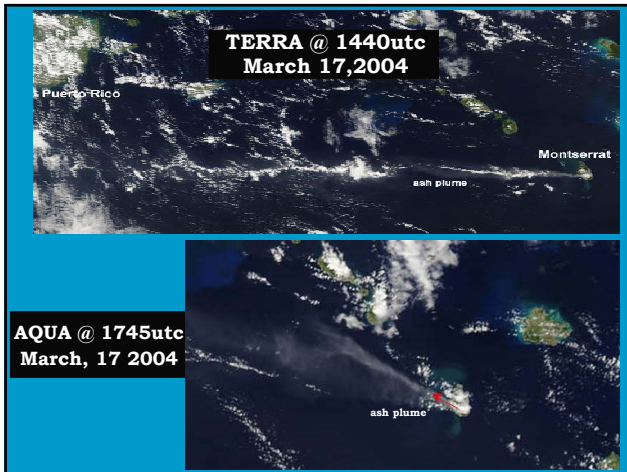 TERRA @ 1440utc
March 17,2004
Puerto Rico
Montserrat
ash plume
AQUA @ 1745utc
March, 17 2004
ash plume